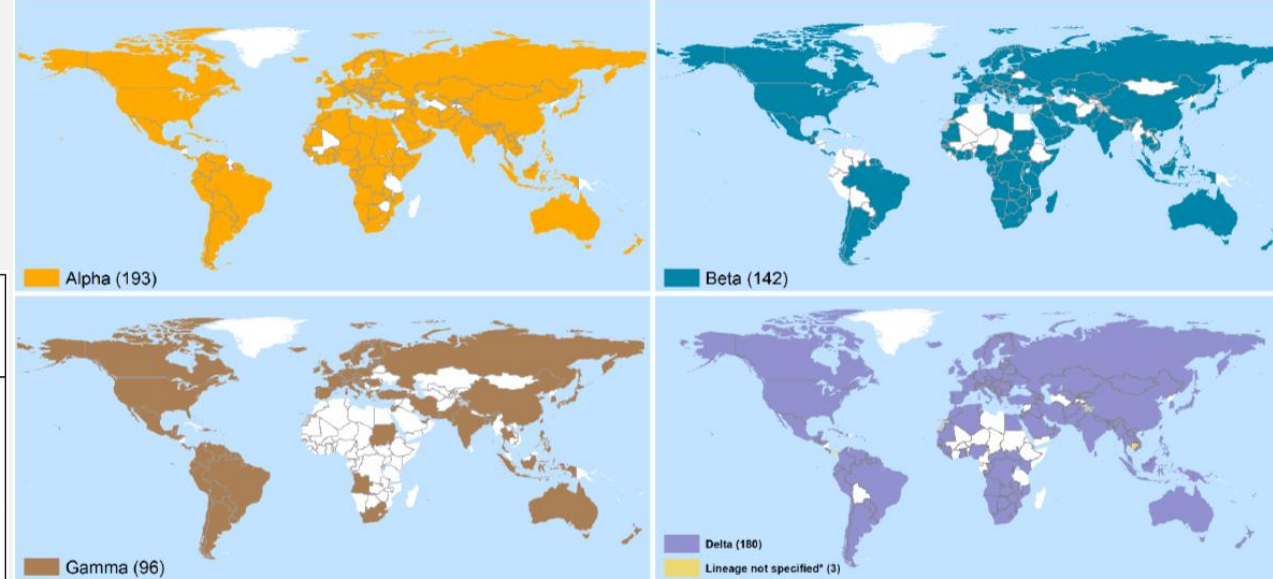 Alpha (193)
Beta (142)
Gamma (96)
Delta (180)
Lineage not specified* (3)